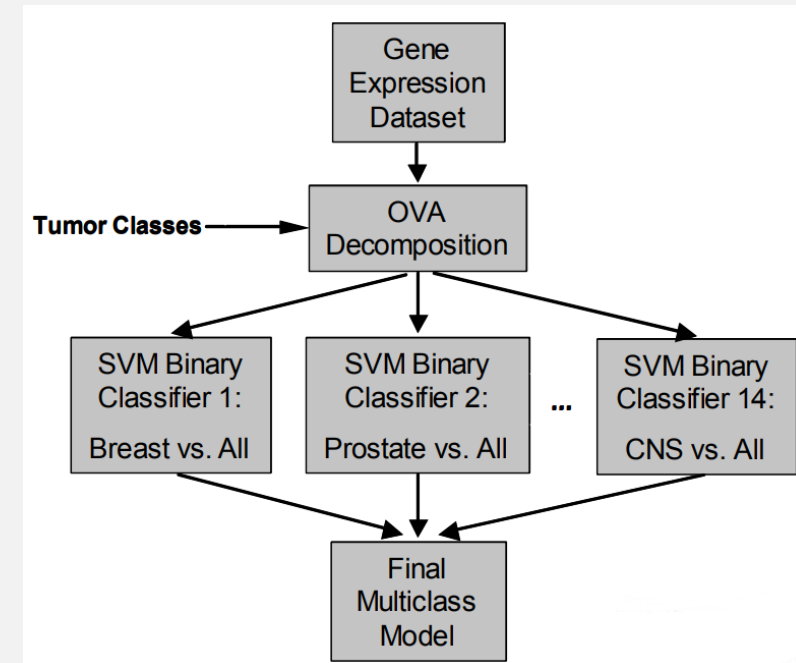 Gene
Expression
Dataset
Tumor Classes
OVA
Decomposition
SVM Binary
Classifier 1:
Breast vs. All
SVM Binary
Classifier 2:
Prostate vs. All
...
SVM Binary
Classifier 14:
CNS vs. All
Final
Multiclass
Model